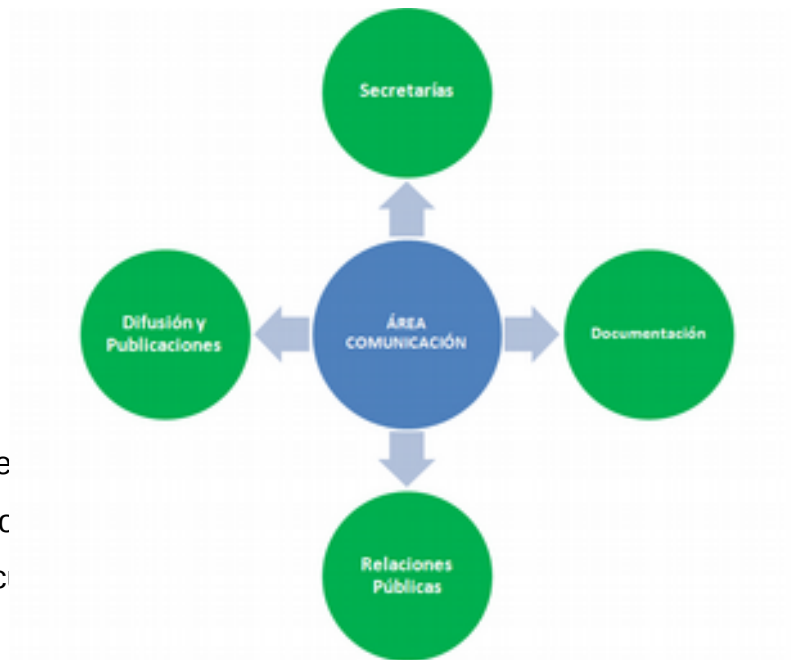 Secretarías
Difusión y
Publicaciones
ÁREA
COMUNICACIÓN
Documentación
Relaciones
Públicas